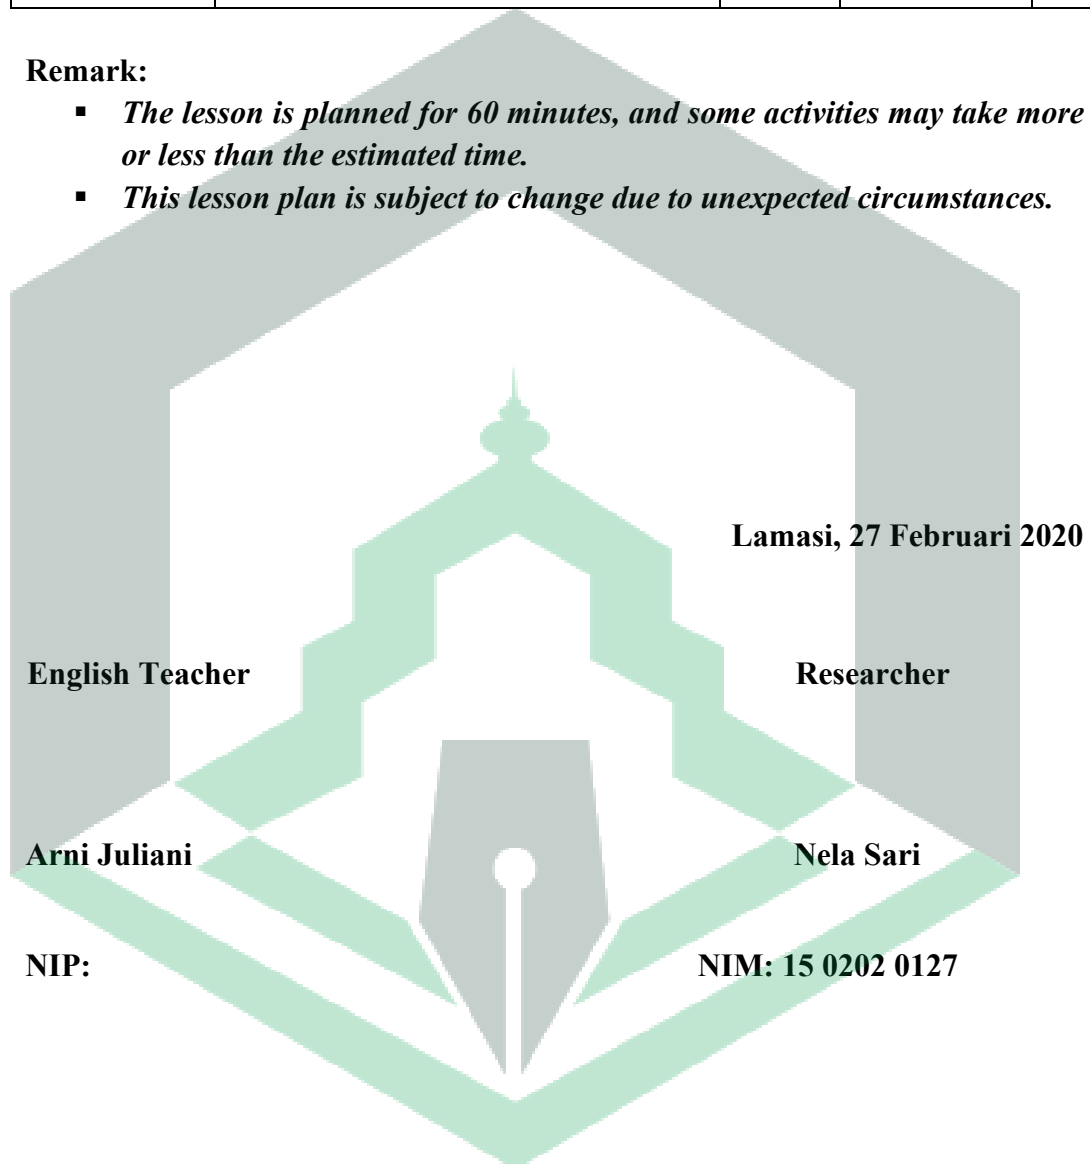 Remark:
▪ The lesson is planned for 60 minutes, and some activities may take more
or less than the estimated time.
▪ This lesson plan is subject to change due to unexpected circumstances.
Lamasi, 27 Februari 2020
English Teacher Researcher
Arni Juliani Nela Sari
NIP: NIM: 15 0202 0127